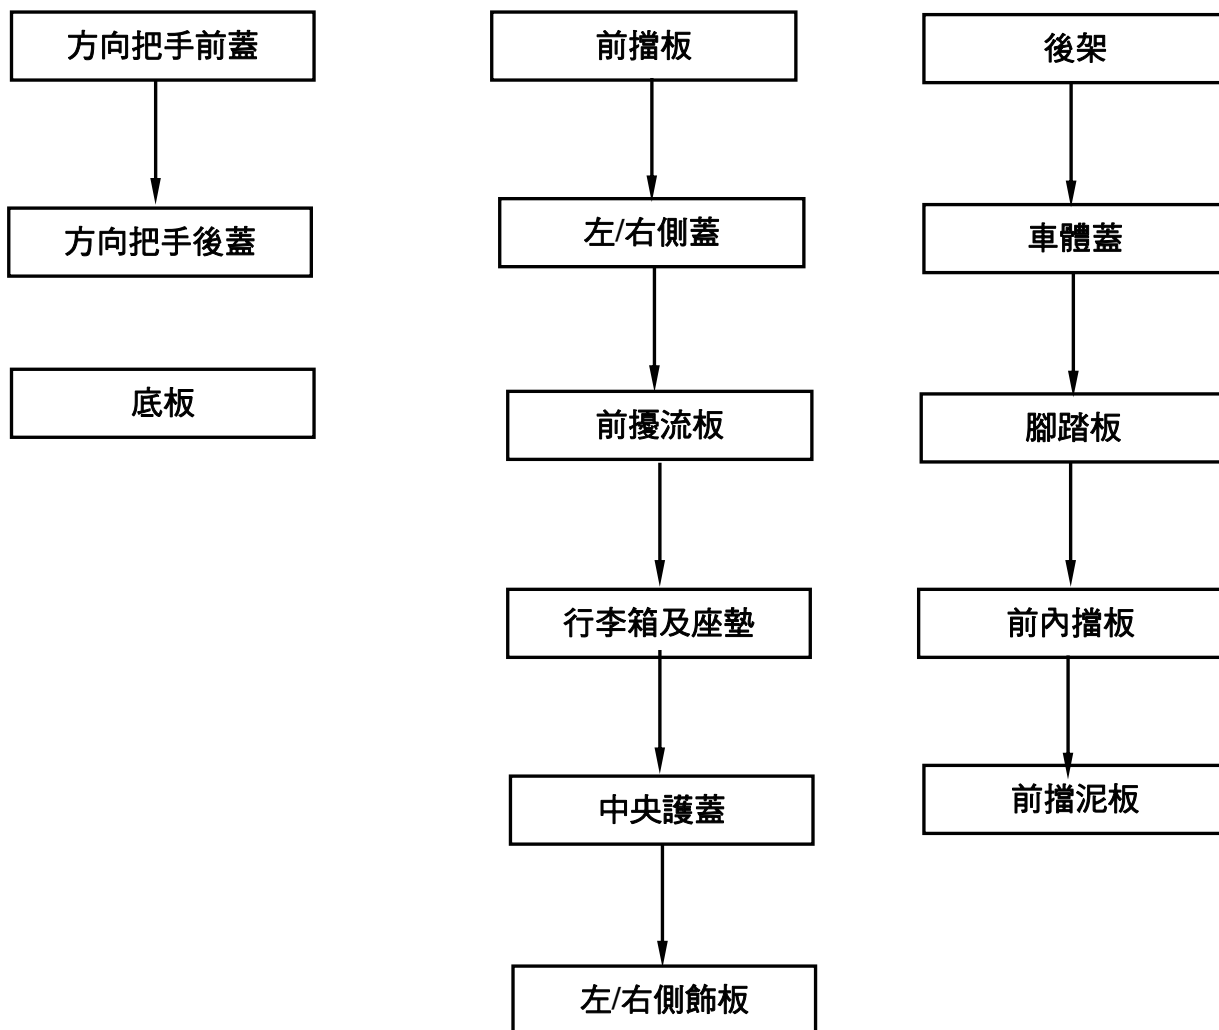 方向把手前蓋
方向把手後蓋
底板
前擋板
左/右側蓋
前擾流板
行李箱及座墊
中央護蓋
左/右側飾板
後架
車體蓋
腳踏板
前內擋板
前擋泥板